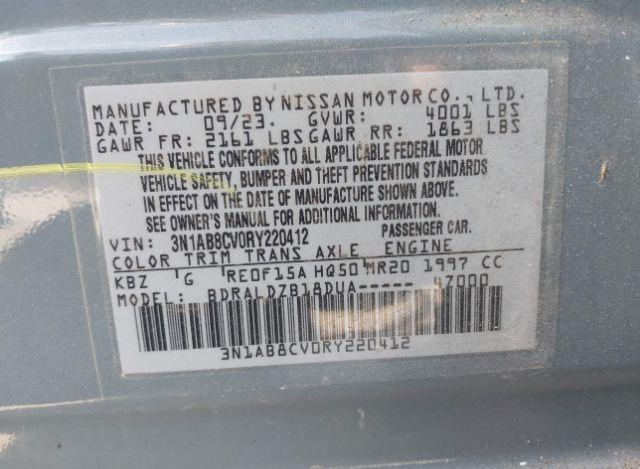 MANUFACTURED BY NISSAN MOTOR CO., LTD.
DATE: 09/23. GVWR: 4001 LBS
GAWR FR: 2161 LBS GAWR RR: 1863 LBS
THIS VEHICLE CONFORMS TO ALL APPLICABLE FEDERAL MOTOR
VEHICLE SAFETY, BUMPER AND THEFT PREVENTION STANDARDS
IN EFFECT ON THE DATE OF MANUFACTURE SHOWN ABOVE.
SEE OWNER'S MANUAL FOR ADDITIONAL INFORMATION.
VIN: 3N1AB8CV0RY220412 PASSENGER CAR.
COLOR TRIM TRANS AXLE ENGINE
KBZ G RE0F15A HQ50 MR20 1997 CC
MODEL: BDRALDZB18DUA----- 47000
3N1AB8CV0RY220412